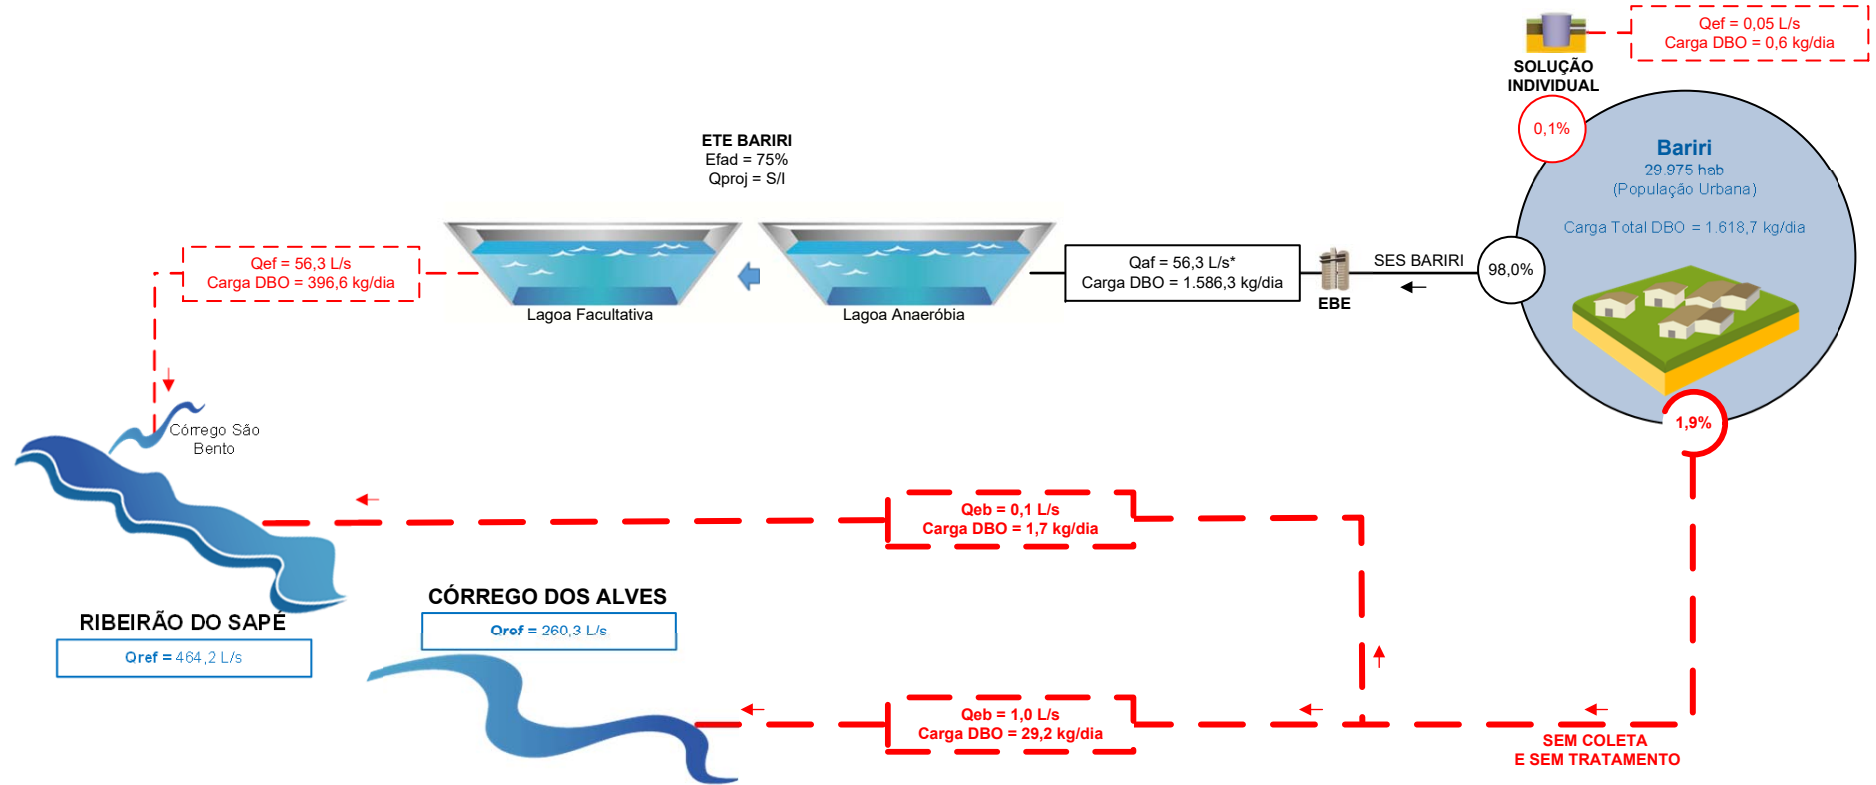 Qef = 0,05 L/s
Carga DBO = 0,6 kg/dia
SOLUÇÃO
INDIVIDUAL
0,1%
Bariri
29.975 hab
(População Urbana)
Carga Total DBO = 1.618,7 kg/dia
98,0%
1,9%
ETE BARIRI
Efad = 75%
Qproj = S/I
SES BARIRI
EBE
Qaf = 56,3 L/s*
Carga DBO = 1.586,3 kg/dia
Lagoa Anaeróbia
Lagoa Facultativa
Qef = 56,3 L/s
Carga DBO = 396,6 kg/dia
Córrego São
Bento
Qeb = 0,1 L/s
Carga DBO = 1,7 kg/dia
RIBEIRÃO DO SAPÉ
Qref = 464,2 L/s
CÓRREGO DOS ALVES
Qref = 260,3 L/s
Qeb = 1,0 L/s
Carga DBO = 29,2 kg/dia
SEM COLETA
E SEM TRATAMENTO